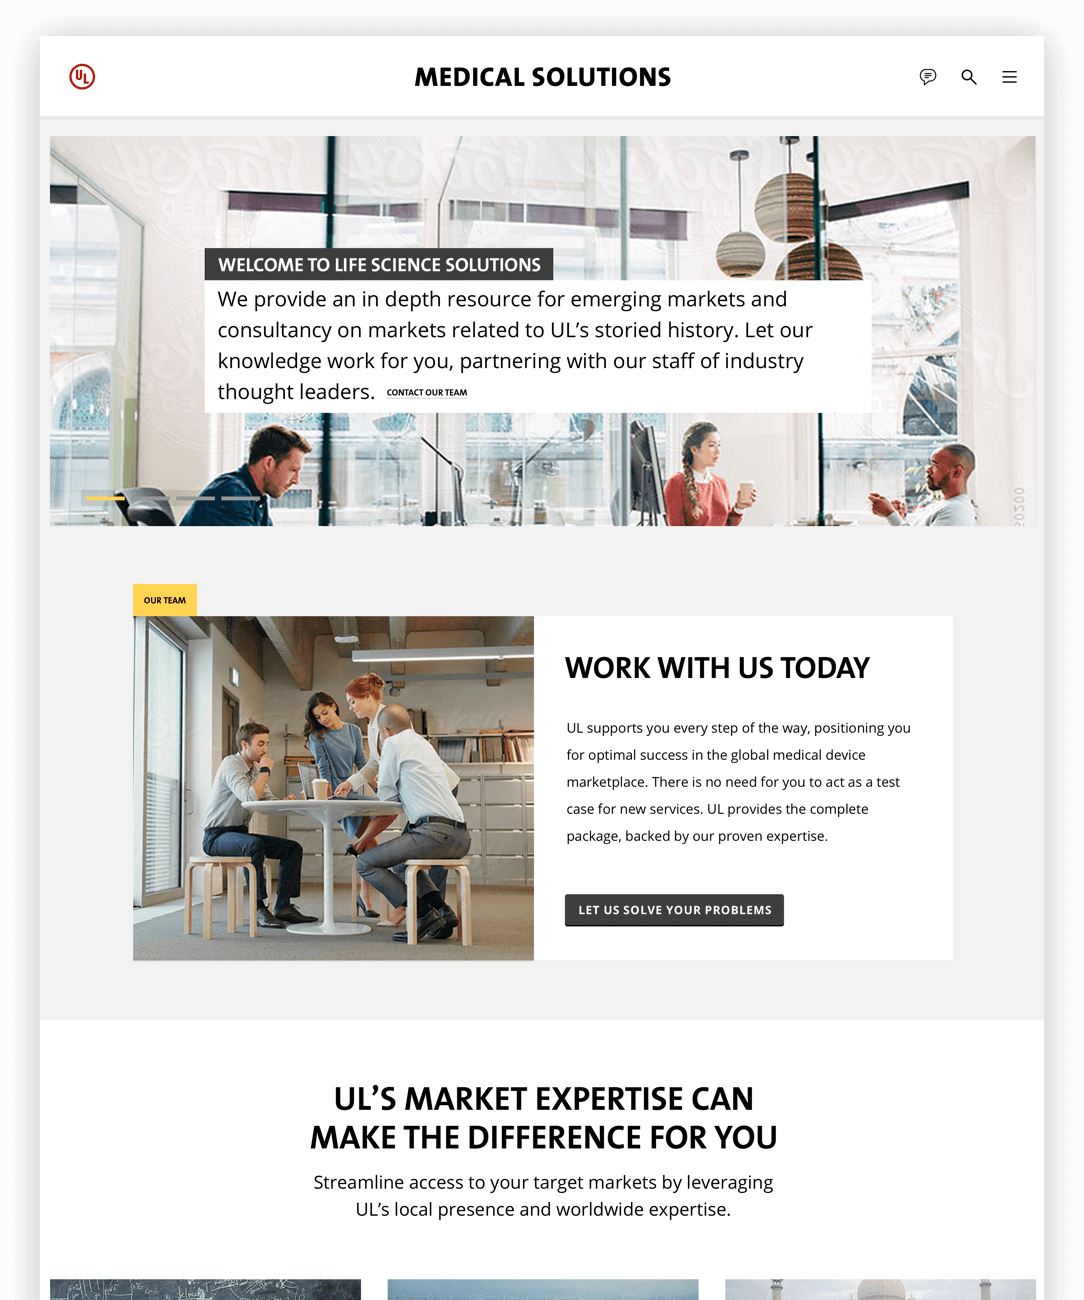 UL
MEDICAL SOLUTIONS
WELCOME TO LIFE SCIENCE SOLUTIONS
We provide an in depth resource for emerging markets and
consultancy on markets related to UL’s storied history. Let our
knowledge work for you, partnering with our staff of industry
thought leaders. CONTACT OUR TEAM
50200
OUR TEAM
WORK WITH US TODAY
UL supports you every step of the way, positioning you
for optimal success in the global medical device
marketplace. There is no need for you to act as a test
case for new services. UL provides the complete
package, backed by our proven expertise.
LET US SOLVE YOUR PROBLEMS
UL’S MARKET EXPERTISE CAN
MAKE THE DIFFERENCE FOR YOU
Streamline access to your target markets by leveraging
UL’s local presence and worldwide expertise.